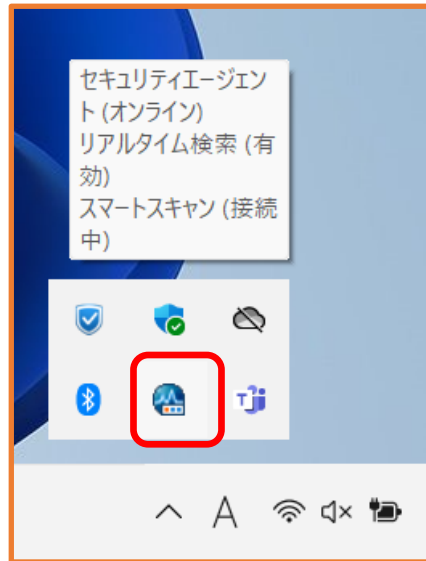 セキュリティエージェン
ト (オンライン)
リアルタイム検索 (有
効)
スマートスキャン (接続
中)
A